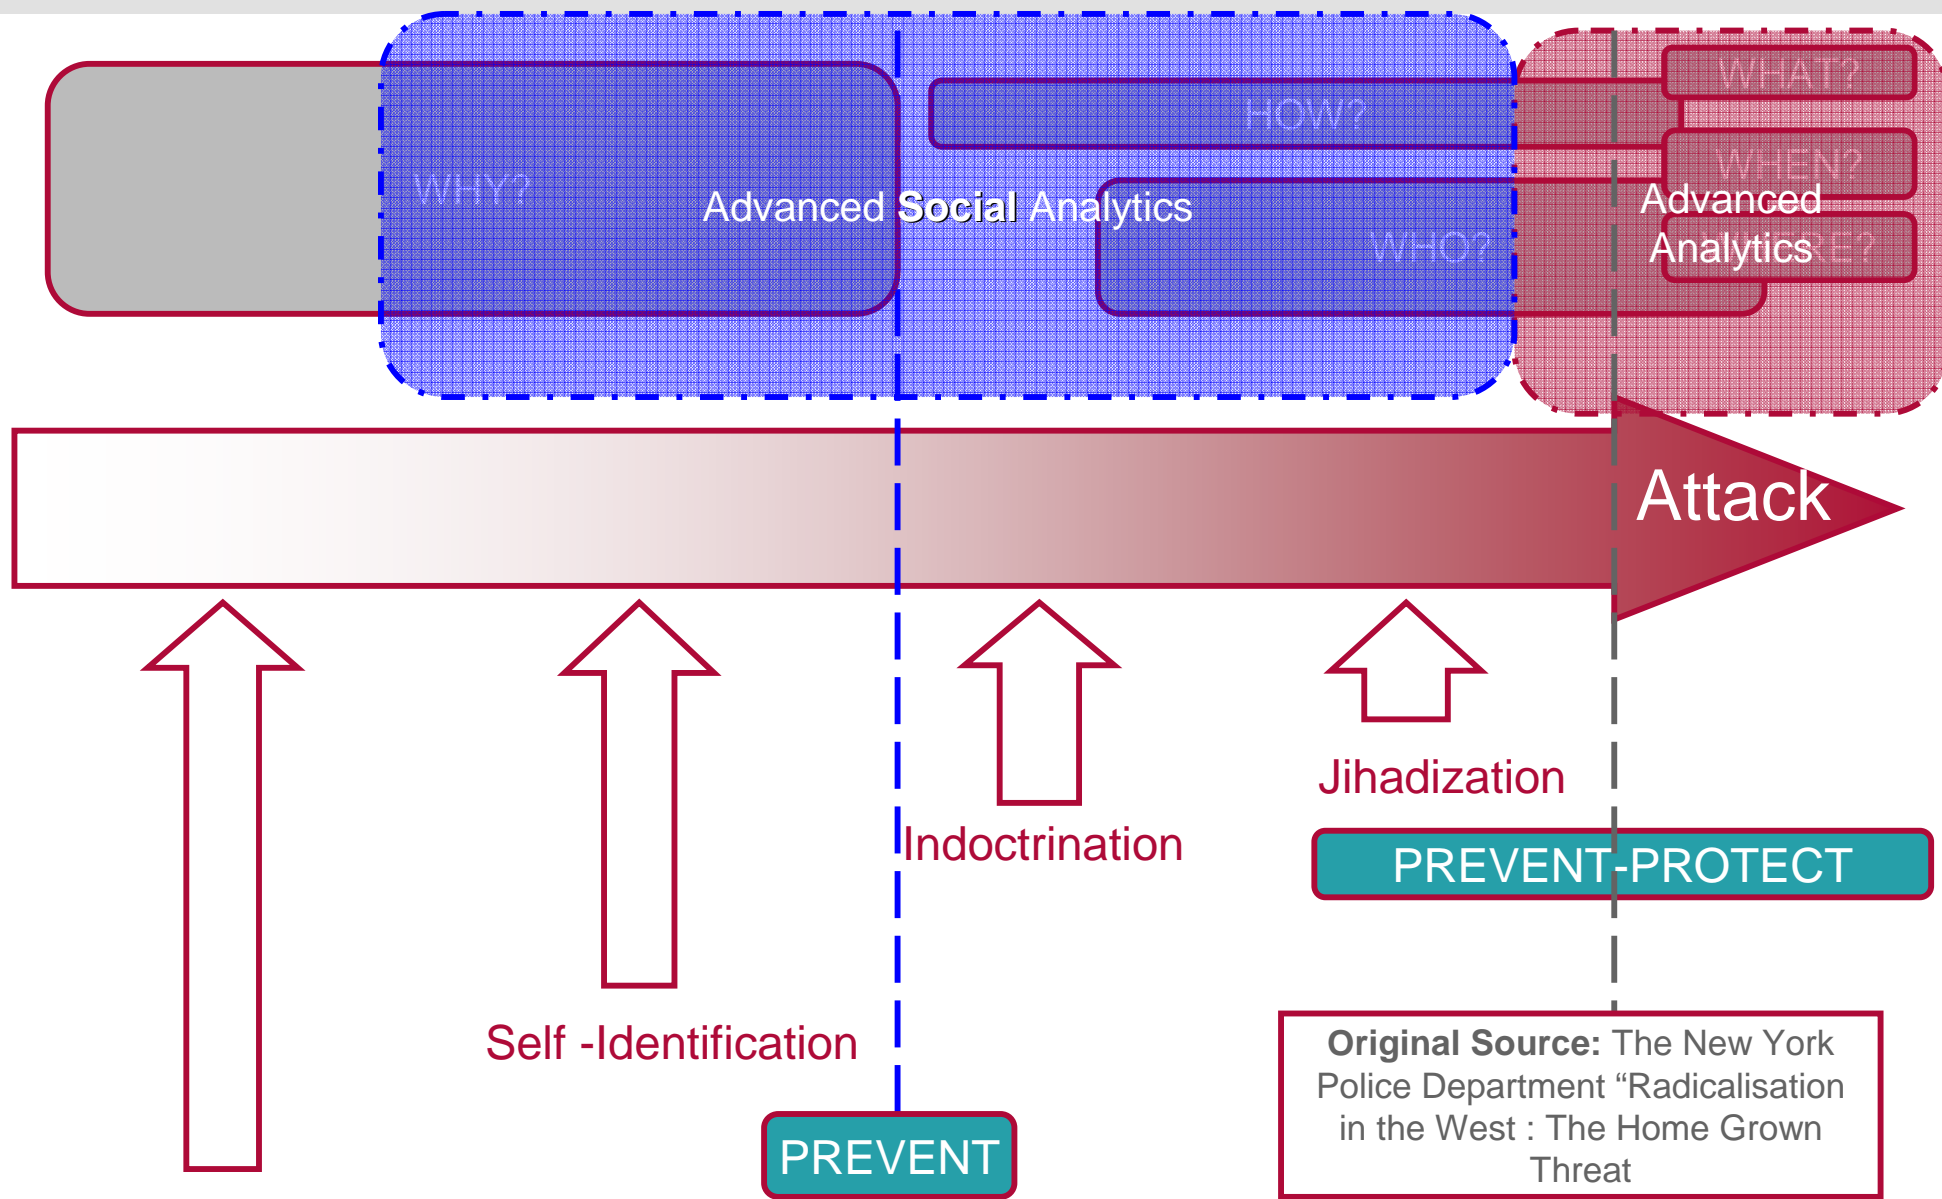 WHAT?
HOW?
WHEN?
WHY?
Advanced Social Analytics
Advanced
Analytics
WHO?
WHERE?
Attack
Jihadization
Indoctrination
PREVENT-PROTECT
Self -Identification
PREVENT
Original Source: The New York
Police Department “Radicalisation
in the West : The Home Grown
Threat